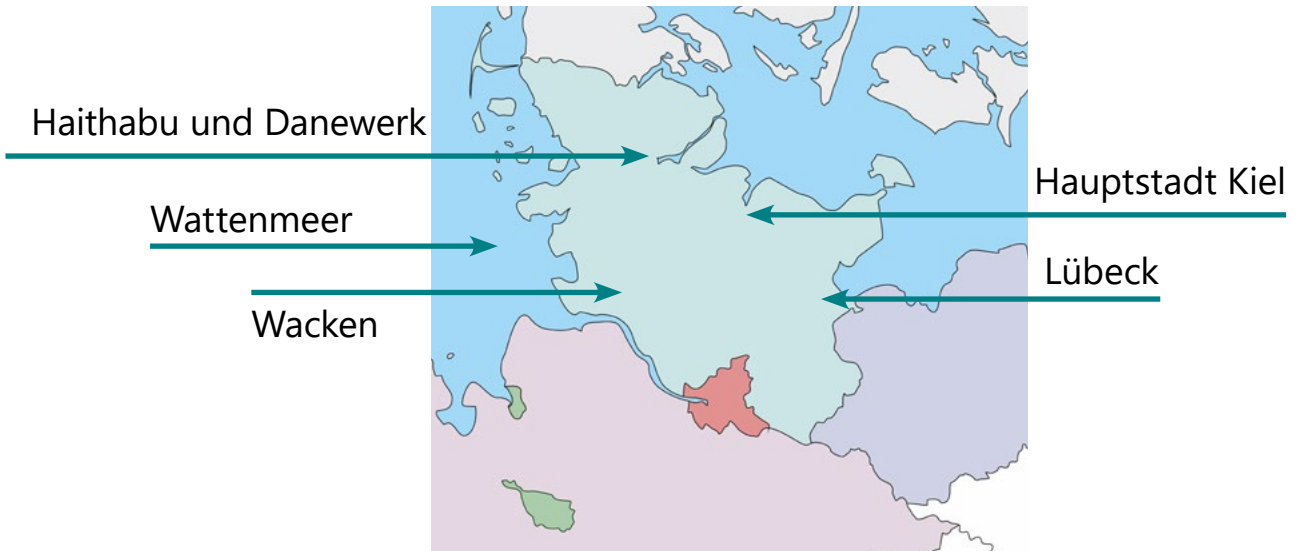 Haithabu und Danewerk
Hauptstadt Kiel
Wattenmeer
Lübeck
Wacken